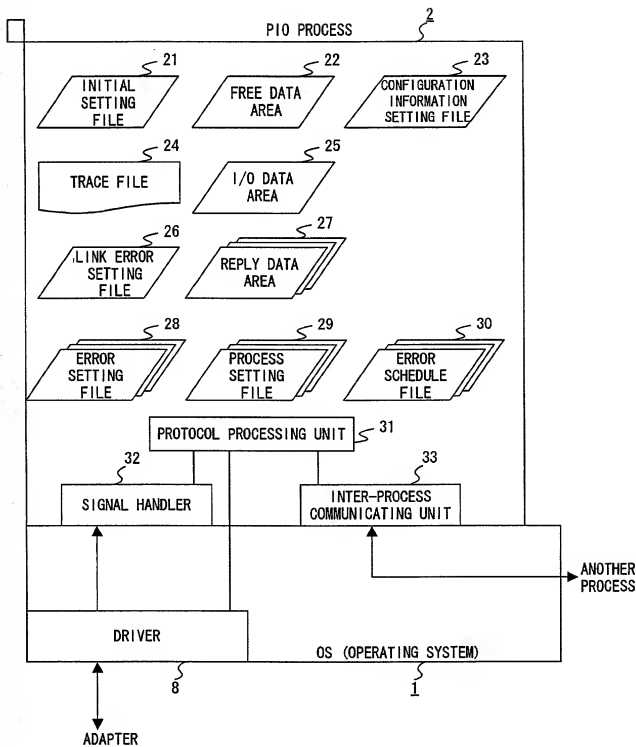 PIO PROCESS 2
21 22 23
INITIAL
SETTING
FILE
FREE DATA
AREA
CONFIGURATION
INFORMATION
SETTING FILE
24 25
TRACE FILE
I/O DATA
AREA
26 27
LINK ERROR
SETTING
FILE
REPLY DATA
AREA
28 29 30
ERROR
SETTING
FILE
PROCESS
SETTING
FILE
ERROR
SCHEDULE
FILE
PROTOCOL PROCESSING UNIT 31
32 33
SIGNAL HANDLER
INTER-PROCESS
COMMUNICATING UNIT
ANOTHER
PROCESS
DRIVER
OS (OPERATING SYSTEM)
8 1
ADAPTER